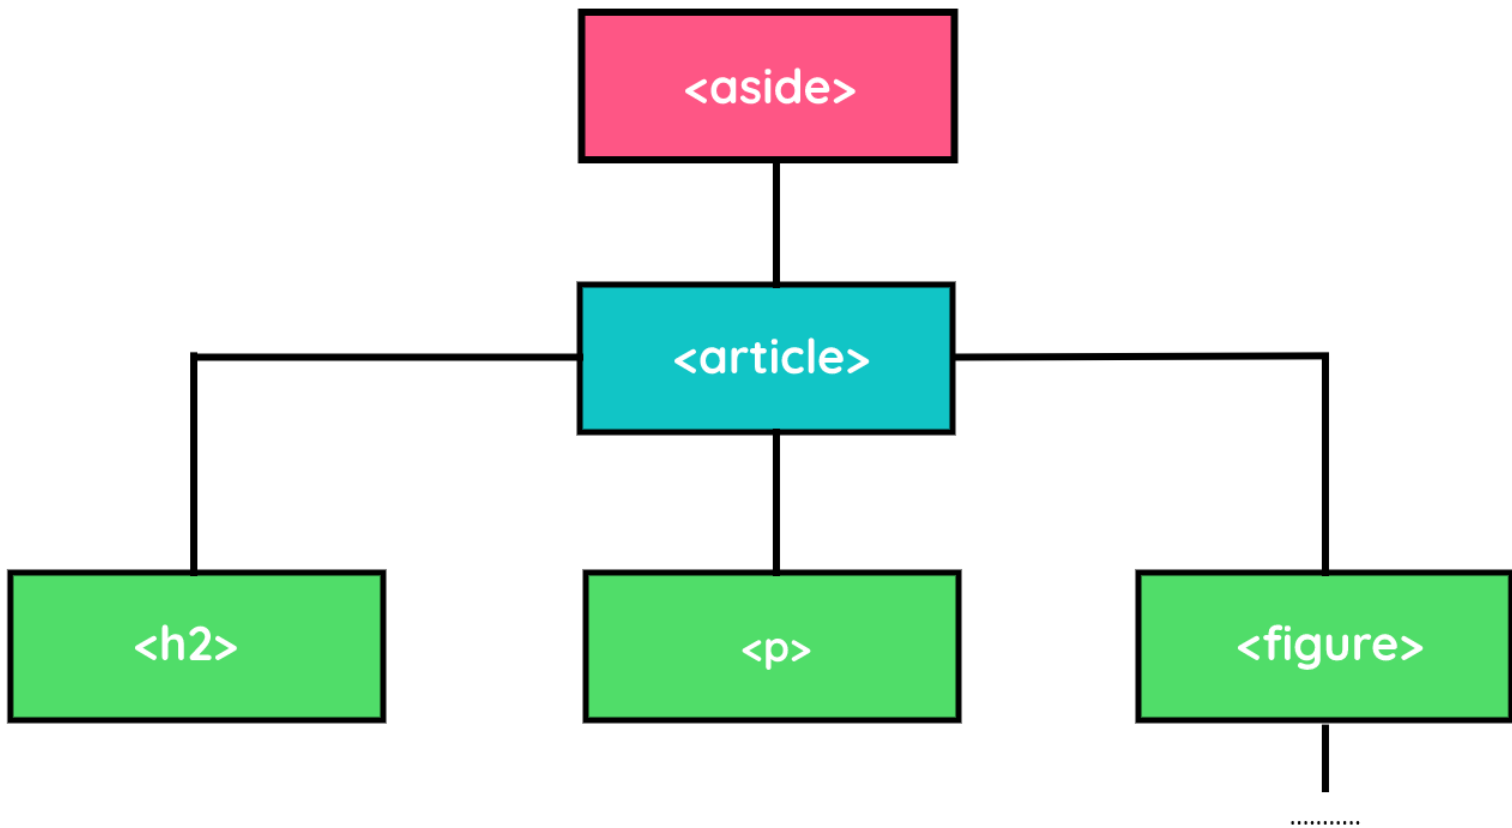 <aside>
<article>
<h2>
<p>
<figure>
...........